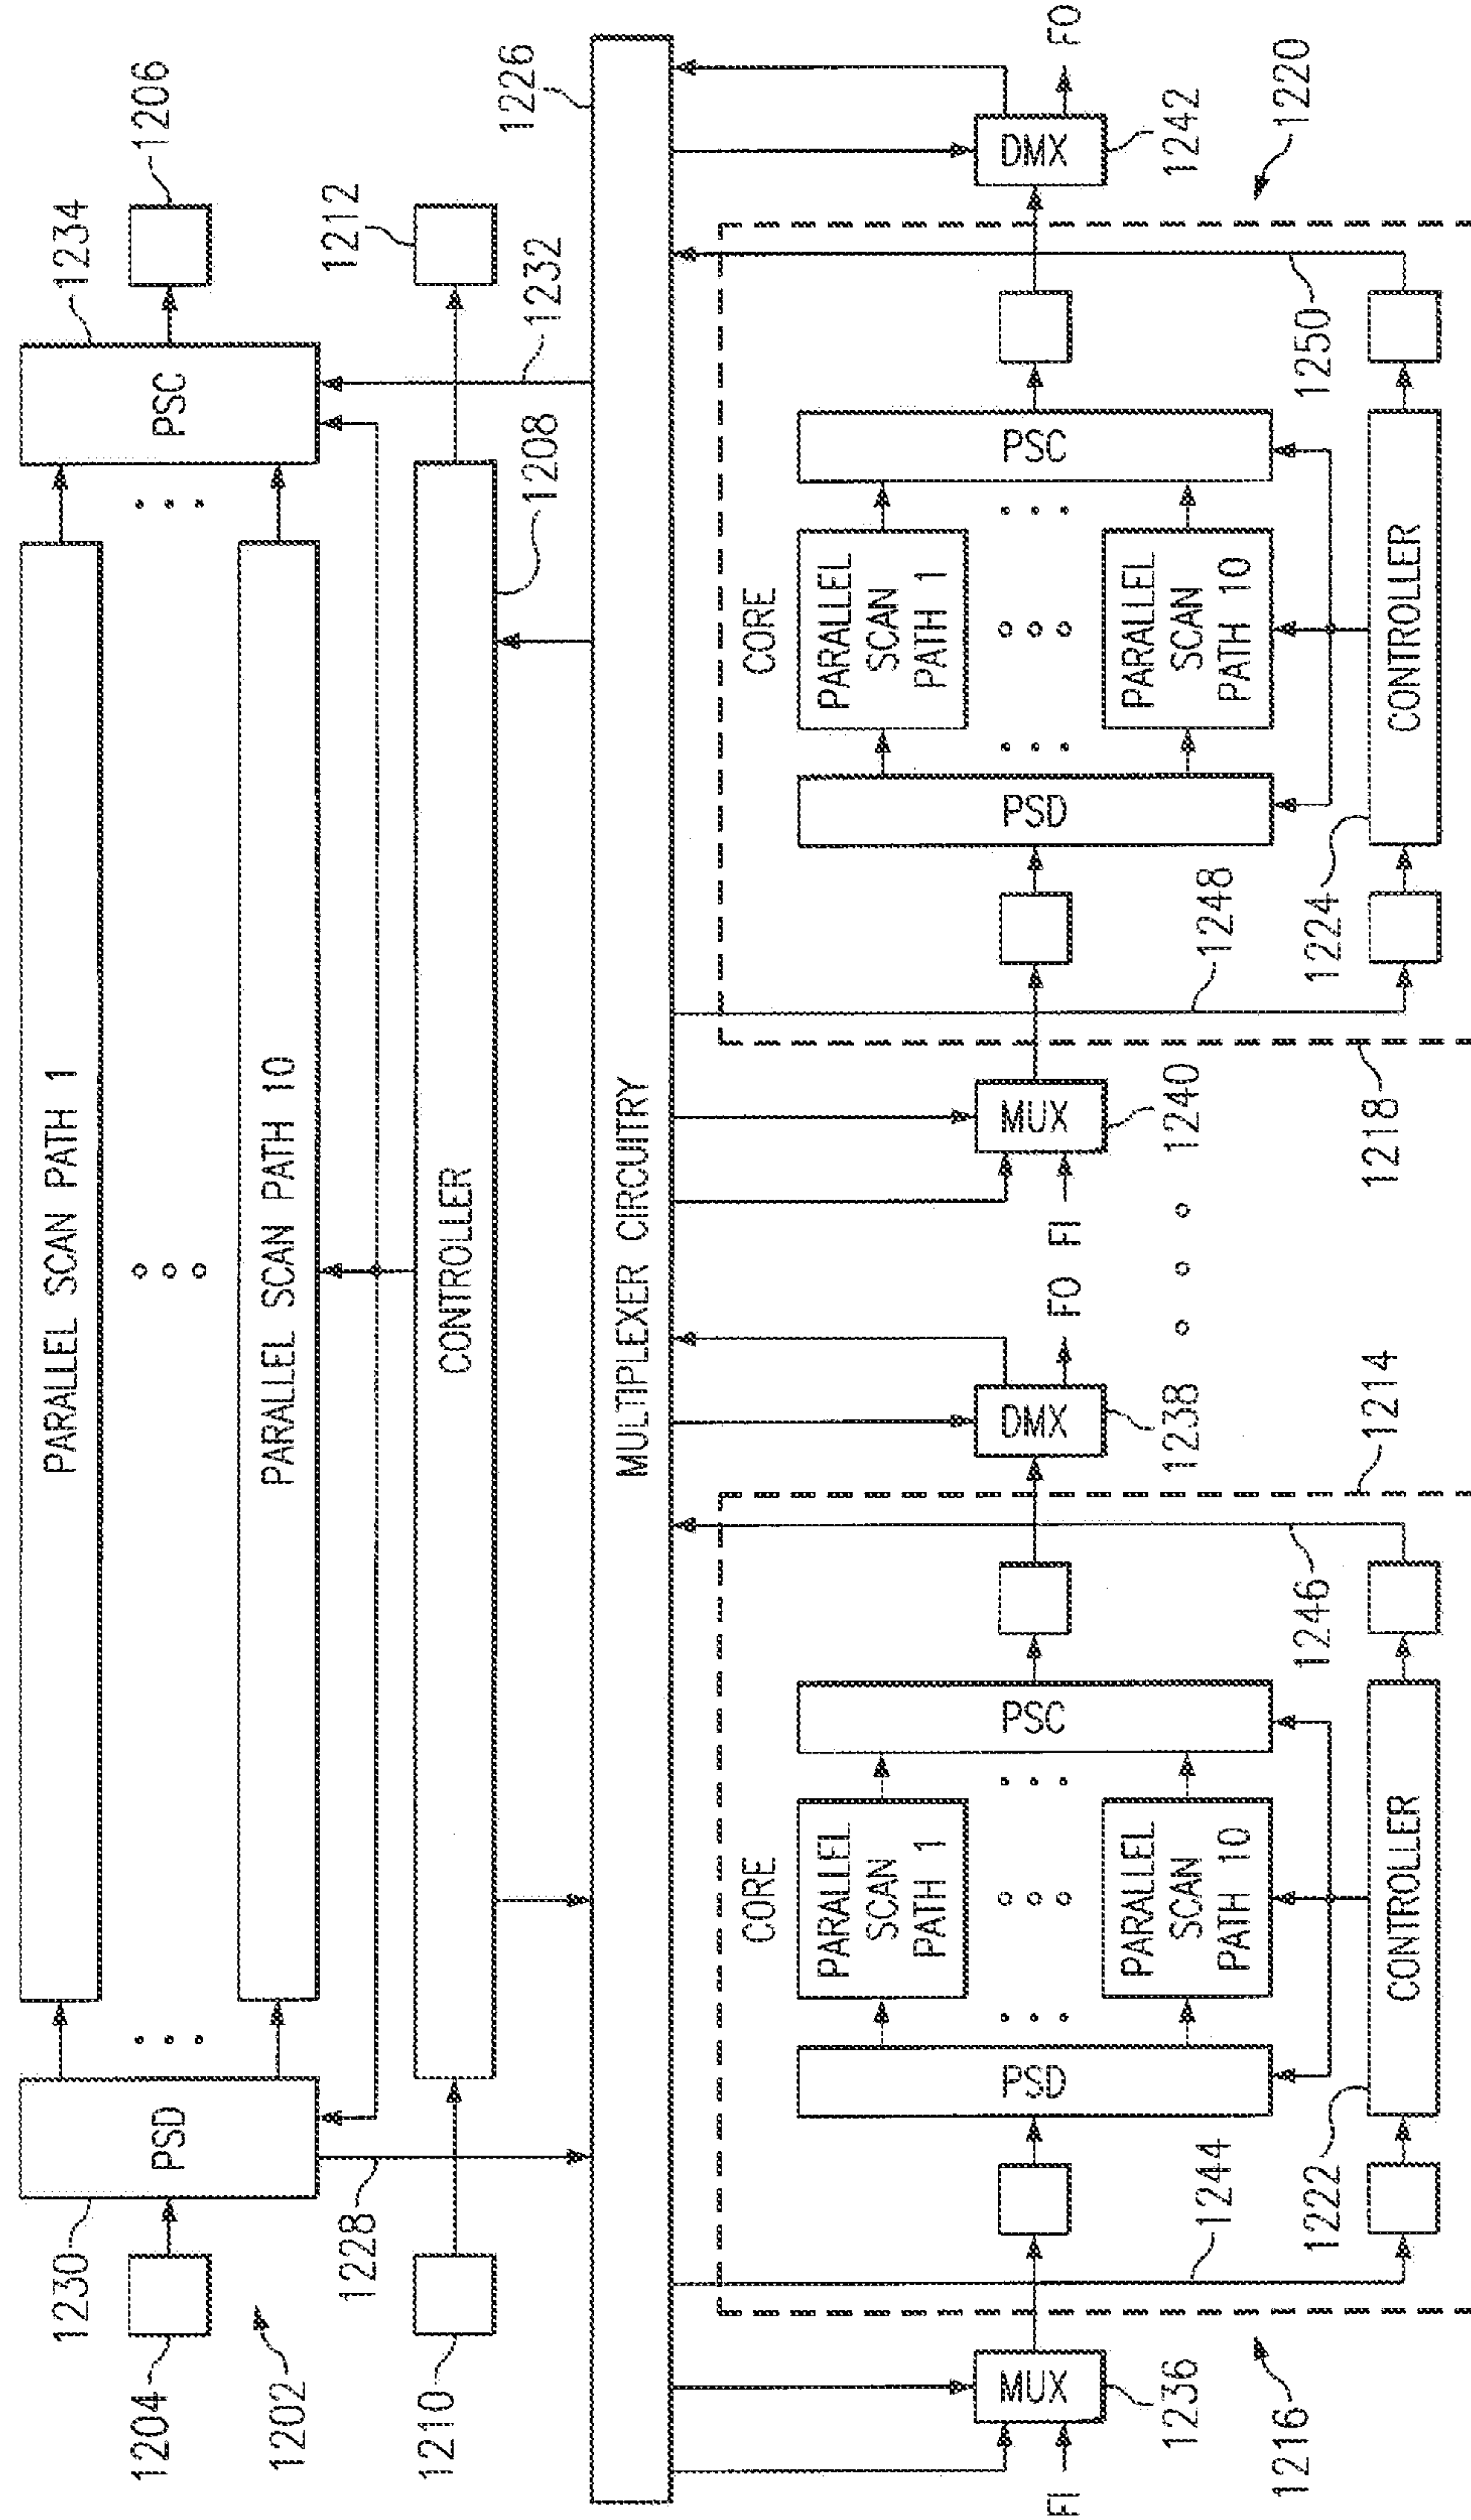 1204
1202
1230
PSD
PARALLEL SCAN PATH 1
PARALLEL SCAN PATH 10
PSC
1234
1206
1210
1228
CONTROLLER
1208
1232
1212
MULTIPLEXER CIRCUITRY
1226
FI
MUX
1236
1216
1244
1222
CORE
PSD
PARALLEL
SCAN
PATH 1
PARALLEL
SCAN
PATH 10
PSC
CONTROLLER
1246
1214
DMX
1238
FO
FI
MUX
1240
1218
1248
1224
CORE
PSD
PARALLEL
SCAN
PATH 1
PARALLEL
SCAN
PATH 10
PSC
CONTROLLER
1250
DMX
1242
FO
1220